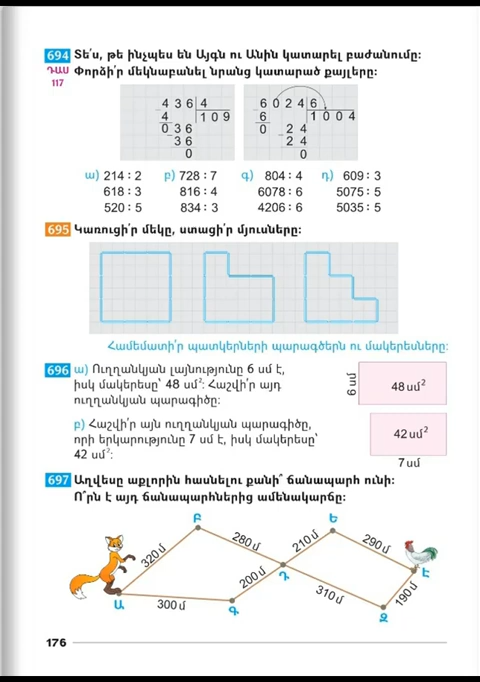 694 Տե՛ս, թե ինչպես են Այգն ու Անին կատարել բաժանումը:
ԴԱՍ 117
Փորձի՛ր մեկնաբանել նրանց կատարած քայլերը:
436 4
4 109
036
36
0
60246
6 1004
0 24
24
0
ա) 214 : 2 բ) 728 : 7 գ) 804 : 4 դ) 609 : 3
618 : 3 816 : 4 6078 : 6 5075 : 5
520 : 5 834 : 3 4206 : 6 5035 : 5
695 Կառուցի՛ր մեկը, ստացի՛ր մյուսները:
Համեմատի՛ր պատկերների պարագծերն ու մակերեսները:
696 ա) Ուղղանկյան լայնությունը 6 սմ է,
իսկ մակերեսը՝ 48 սմ²: Հաշվի՛ր այդ
ուղղանկյան պարագիծը:
6 սմ
48 սմ²
բ) Հաշվի՛ր այն ուղղանկյան պարագիծը,
որի երկարությունը 7 սմ է, իսկ մակերեսը՝
42 սմ²:
42 սմ²
7 սմ
697 Աղվեսը աքլորին հասնելու քանի՞ ճանապարհ ունի:
Ո՞րն է այդ ճանապարհներից ամենակարճը:
Բ
Ե
320 մ
280 մ
210 մ
290 մ
Է
Դ
200 մ
Ա
300 մ
Գ
310 մ
190 մ
Զ
176